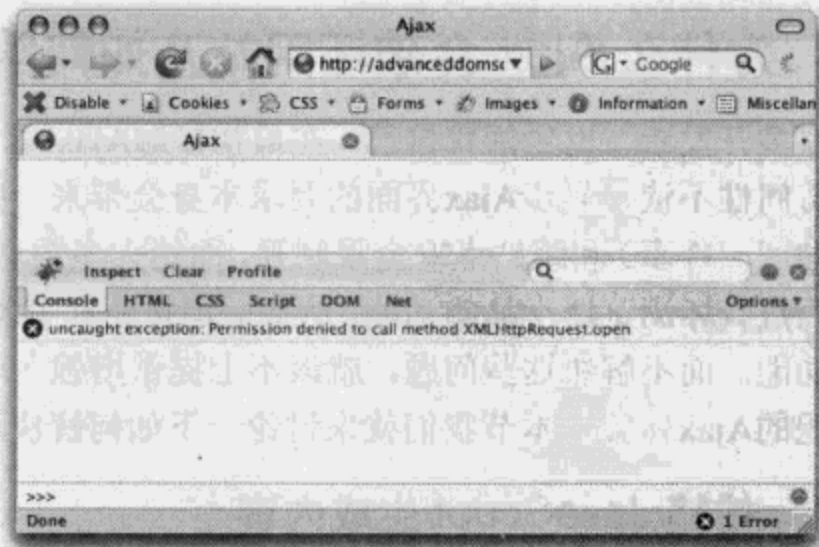 Ajax
http://advanceddomsc
G Google
Disable Cookies CSS Forms Images Information Miscellan
Ajax
Inspect Clear Profile
Console HTML CSS Script DOM Net Options
uncaught exception: Permission denied to call method XMLHttpRequest.open
>>>
Done 1 Error